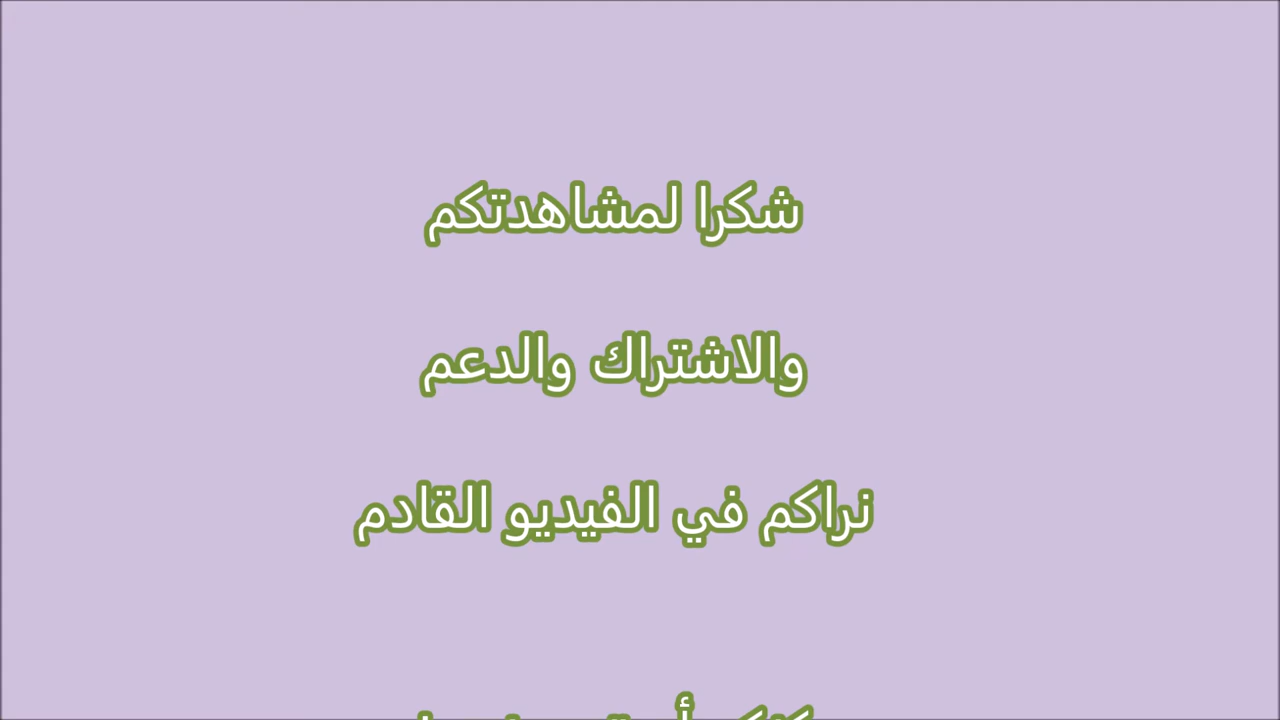 شكرا لمشاهدتكم
والاشتراك والدعم
نراكم في الفيديو القادم